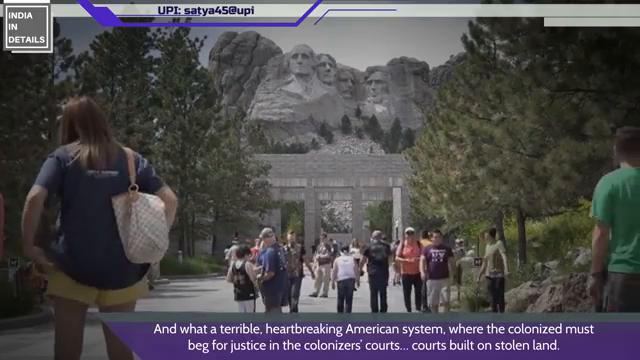 INDIA
IN
DETAILS
UPI: satya45@upi
And what a terrible, heartbreaking American system, where the colonized must
beg for justice in the colonizers' courts... courts built on stolen land.